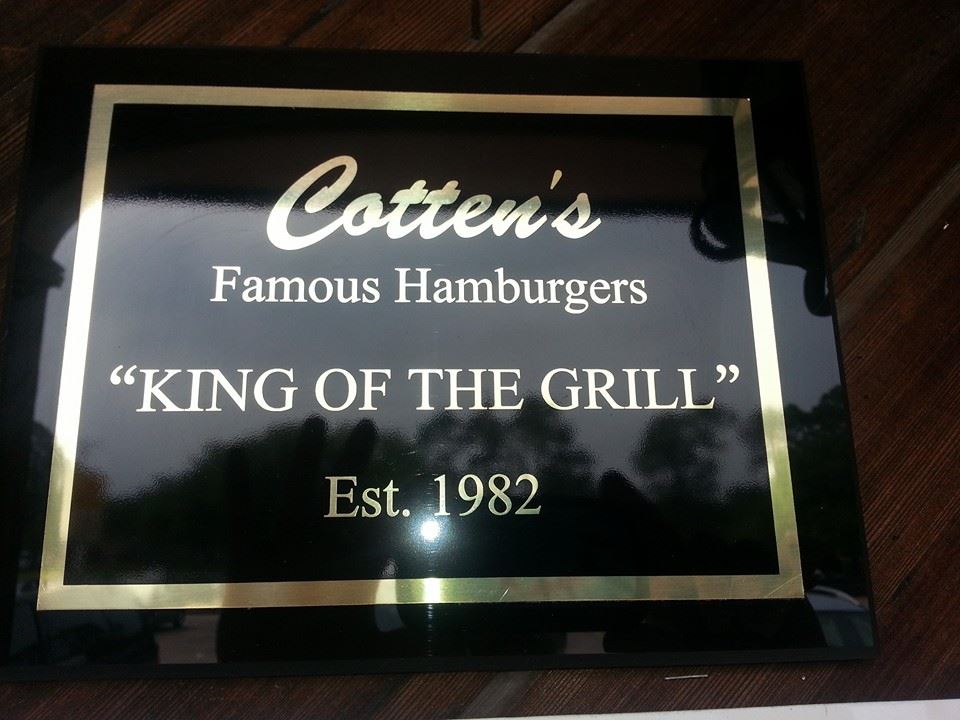 Cotten's
Famous Hamburgers
“KING OF THE GRILL”
Est. 1982